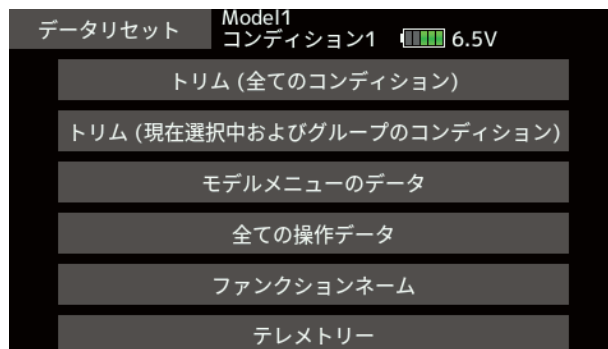 データリセット
Model1
コンディション1 6.5V
トリム (全てのコンディション)
トリム (現在選択中およびグループのコンディション)
モデルメニューのデータ
全ての操作データ
ファンクションネーム
テレメトリー